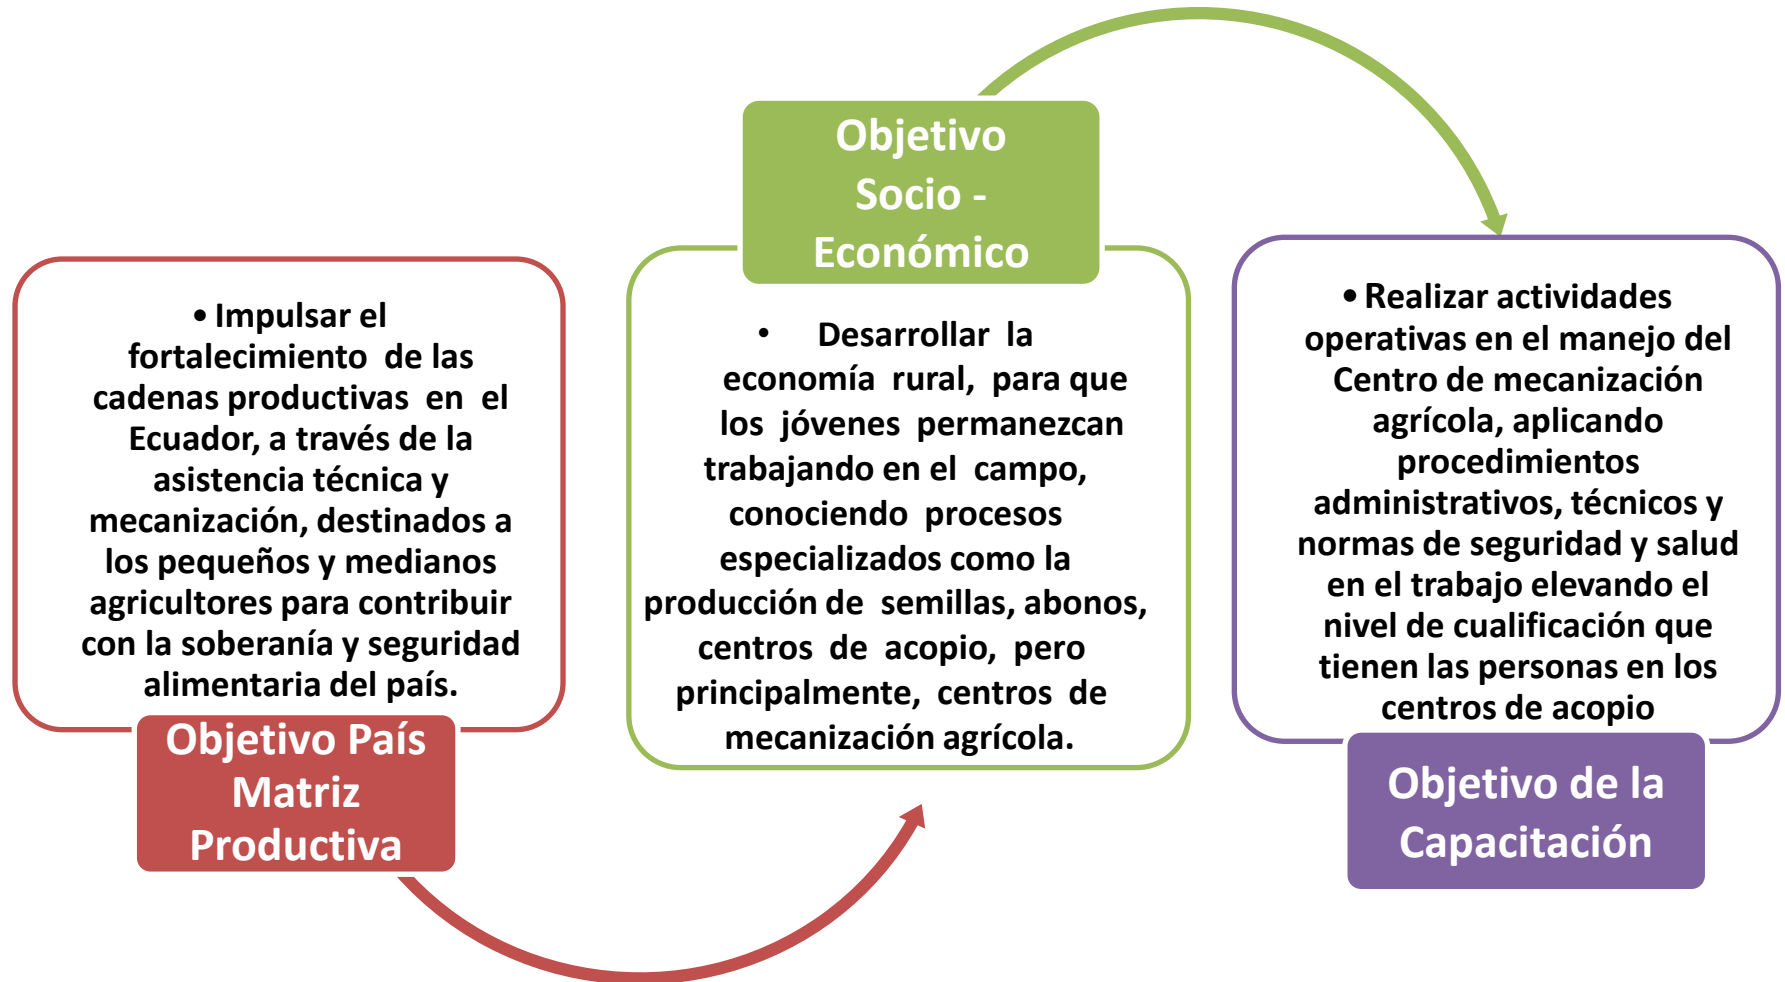 • Impulsar el
fortalecimiento de las
cadenas productivas en el
Ecuador, a través de la
asistencia técnica y
mecanización, destinados a
los pequeños y medianos
agricultores para contribuir
con la soberanía y seguridad
alimentaria del país.
Objetivo País
Matriz
Productiva
Objetivo
Socio -
Económico
• Desarrollar la
economía rural, para que
los jóvenes permanezcan
trabajando en el campo,
conociendo procesos
especializados como la
producción de semillas, abonos,
centros de acopio, pero
principalmente, centros de
mecanización agrícola.
• Realizar actividades
operativas en el manejo del
Centro de mecanización
agrícola, aplicando
procedimientos
administrativos, técnicos y
normas de seguridad y salud
en el trabajo elevando el
nivel de cualificación que
tienen las personas en los
centros de acopio
Objetivo de la
Capacitación